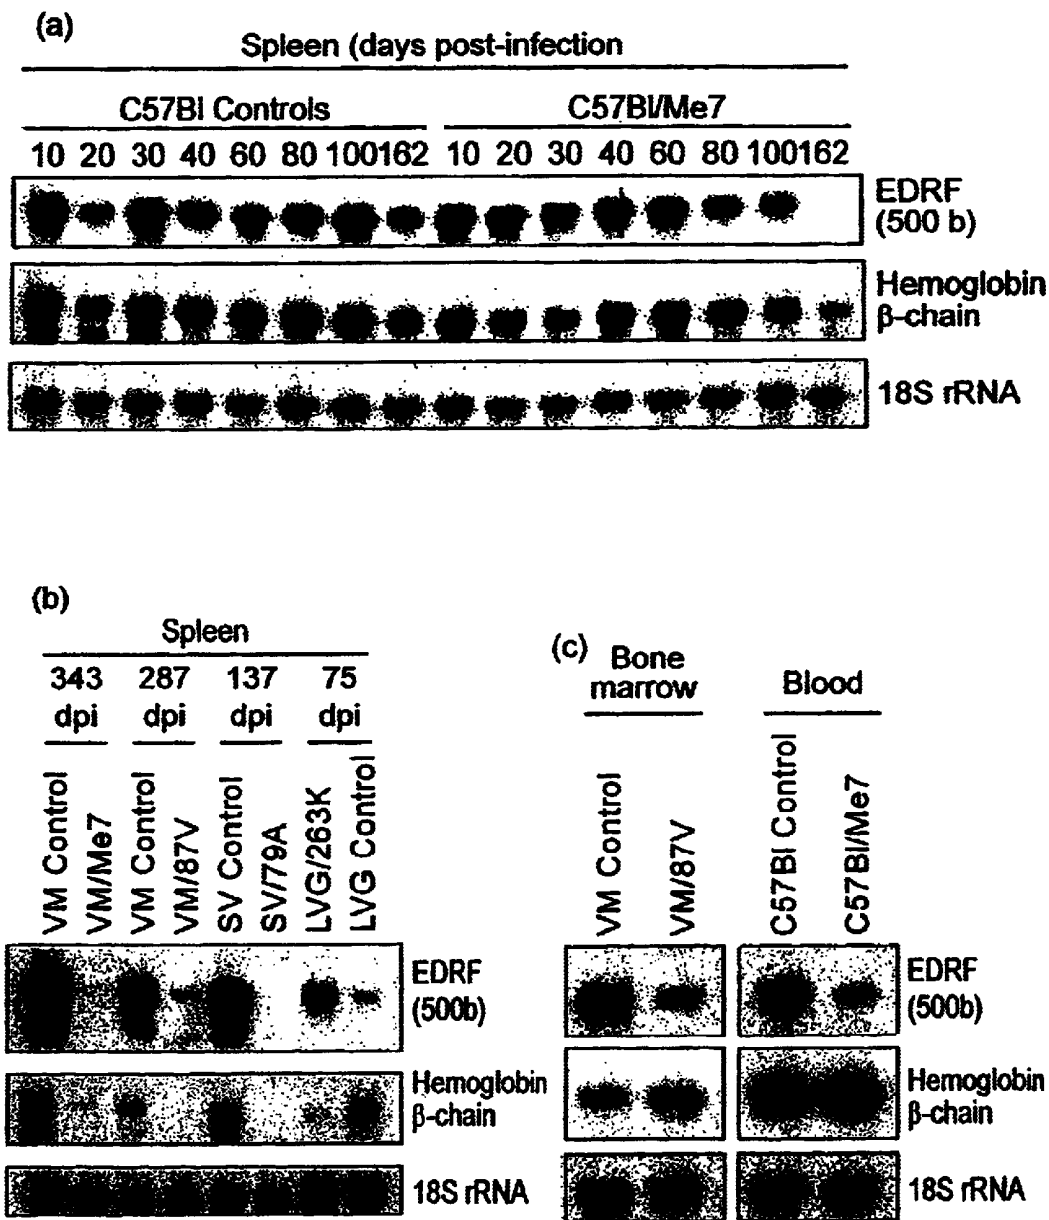 (a)
Spleen (days post-infection
C57Bl Controls C57Bl/Me7
10 20 30 40 60 80 100162 10 20 30 40 60 80 100162
EDRF
(500 b)
Hemoglobin
β-chain
18S rRNA
(b)
Spleen
343 287 137 75
dpi dpi dpi dpi
VM Control
VM/Me7
VM Control
VM/87V
SV Control
SV/79A
LVG/263K
LVG Control
EDRF
(500b)
Hemoglobin
β-chain
18S rRNA
(c)
Bone
marrow
Blood
VM Control
VM/87V
C57Bl Control
C57Bl/Me7
EDRF
(500b)
Hemoglobin
β-chain
18S rRNA